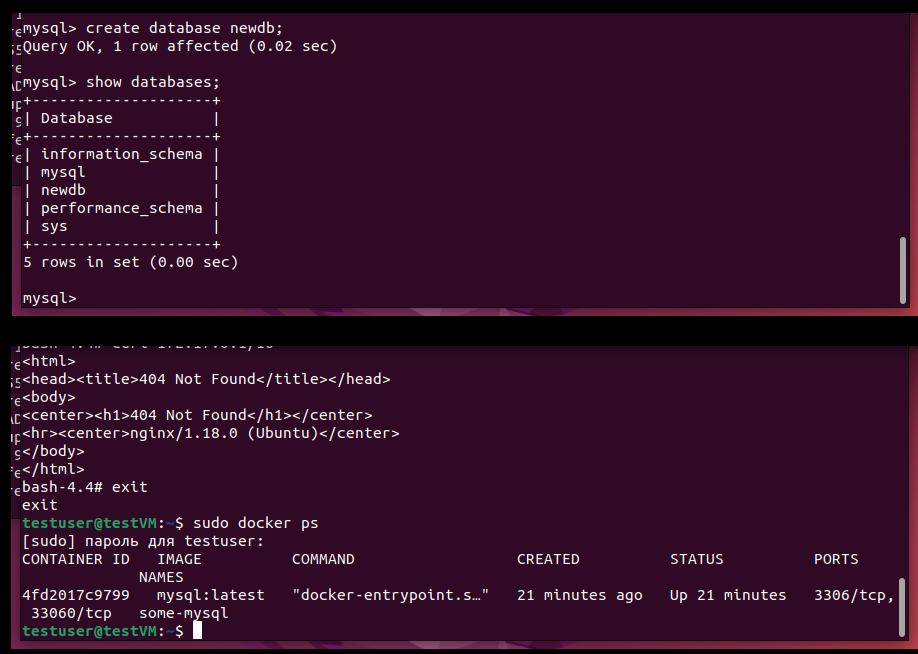 mysql> create database newdb;
Query OK, 1 row affected (0.02 sec)
mysql> show databases;
+--------------------+
| Database           |
+--------------------+
| information_schema |
| mysql              |
| newdb              |
| performance_schema |
| sys                |
+--------------------+
5 rows in set (0.00 sec)
mysql>
<html>
<head><title>404 Not Found</title></head>
<body>
<center><h1>404 Not Found</h1></center>
<hr><center>nginx/1.18.0 (Ubuntu)</center>
</body>
</html>
bash-4.4# exit
exit
testuser@testVM:~$ sudo docker ps
[sudo] пароль для testuser:
CONTAINER ID   IMAGE          COMMAND                  CREATED          STATUS          PORTS
             NAMES
4fd2017c9799   mysql:latest   "docker-entrypoint.s…"   21 minutes ago   Up 21 minutes   3306/tcp,
 33060/tcp   some-mysql
testuser@testVM:~$